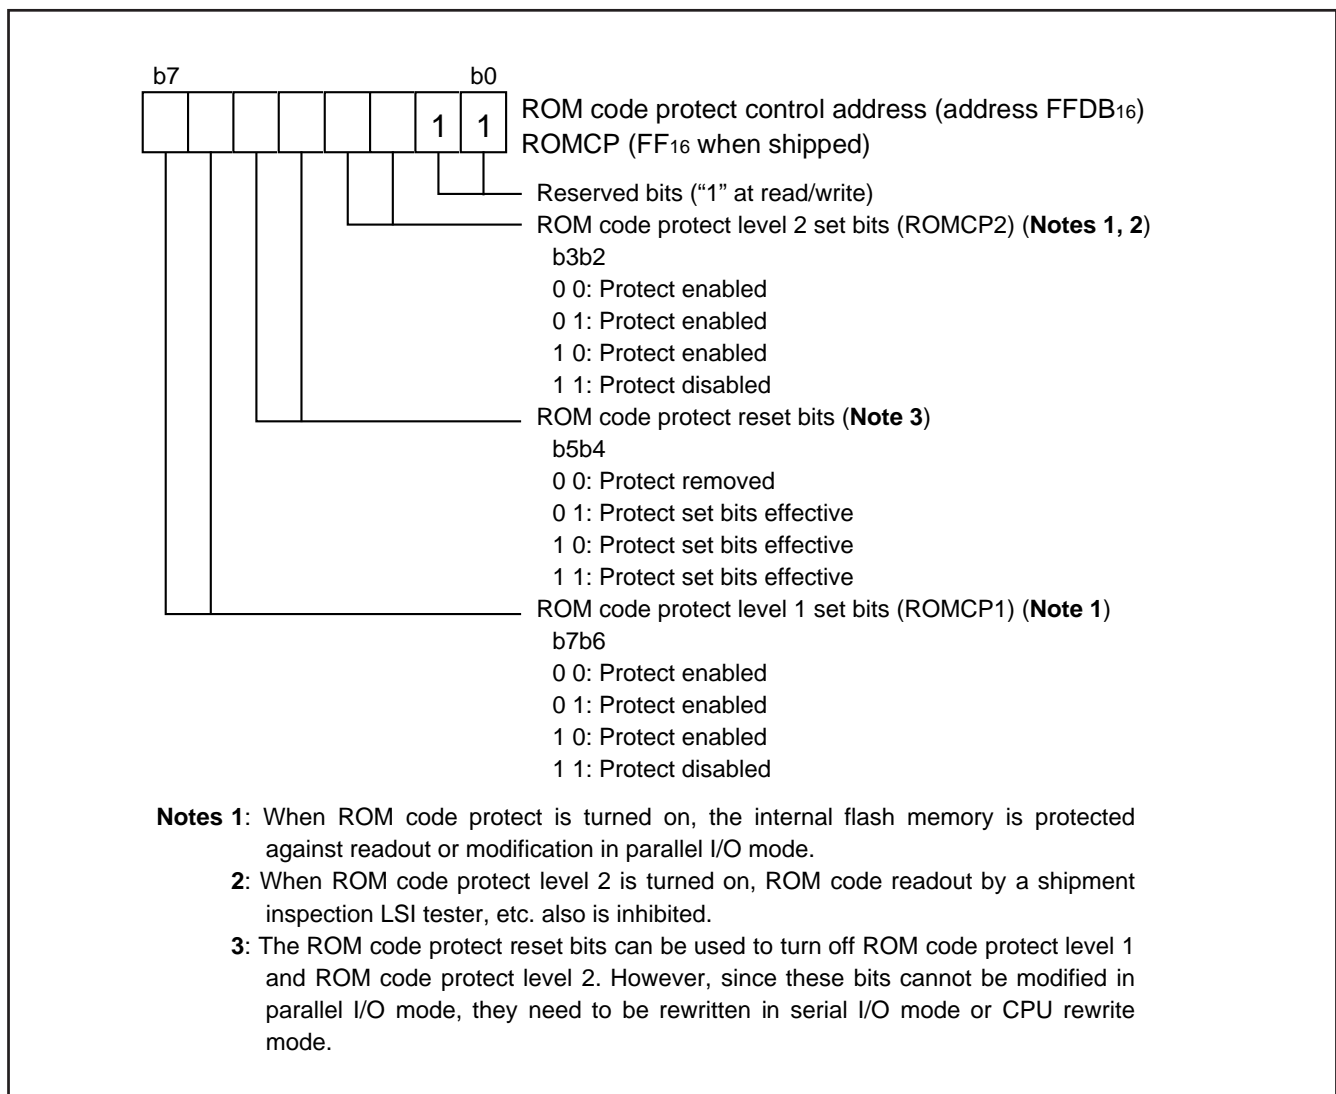 b7 b0
1 1
ROM code protect control address (address FFDB16)
ROMCP (FF16 when shipped)
Reserved bits (“1” at read/write)
ROM code protect level 2 set bits (ROMCP2) (Notes 1, 2)
b3b2
0 0: Protect enabled
0 1: Protect enabled
1 0: Protect enabled
1 1: Protect disabled
ROM code protect reset bits (Note 3)
b5b4
0 0: Protect removed
0 1: Protect set bits effective
1 0: Protect set bits effective
1 1: Protect set bits effective
ROM code protect level 1 set bits (ROMCP1) (Note 1)
b7b6
0 0: Protect enabled
0 1: Protect enabled
1 0: Protect enabled
1 1: Protect disabled
Notes 1: When ROM code protect is turned on, the internal flash memory is protected
against readout or modification in parallel I/O mode.
2: When ROM code protect level 2 is turned on, ROM code readout by a shipment
inspection LSI tester, etc. also is inhibited.
3: The ROM code protect reset bits can be used to turn off ROM code protect level 1
and ROM code protect level 2. However, since these bits cannot be modified in
parallel I/O mode, they need to be rewritten in serial I/O mode or CPU rewrite
mode.